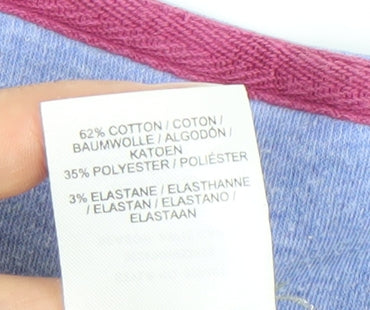 62% COTTON / COTON /
BAUMWOLLE / ALGODÓN /
KATOEN
35% POLYESTER / POLIÉSTER
3% ELASTANE / ELASTHANNE
/ ELASTAN / ELASTANO /
ELASTAAN